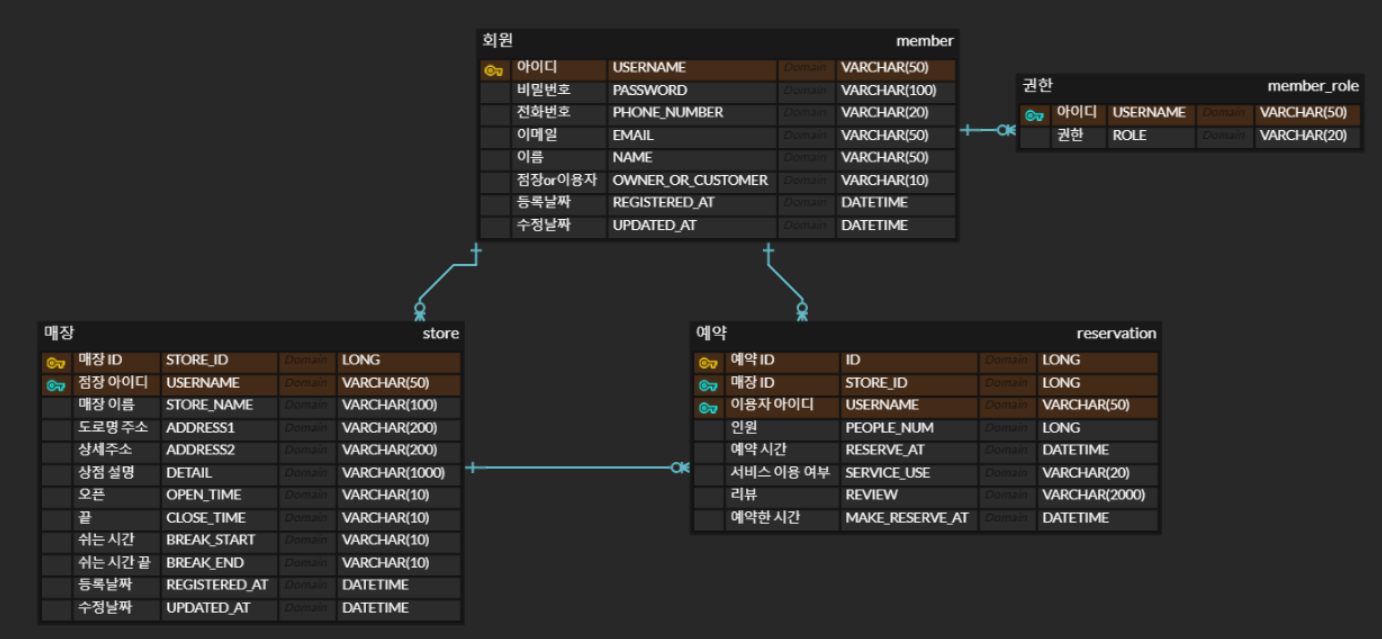 회원 member
아이디 USERNAME Domain VARCHAR(50)
비밀번호 PASSWORD Domain VARCHAR(100)
전화번호 PHONE_NUMBER Domain VARCHAR(20)
이메일 EMAIL Domain VARCHAR(50)
이름 NAME Domain VARCHAR(50)
점장or이용자 OWNER_OR_CUSTOMER Domain VARCHAR(10)
등록날짜 REGISTERED_AT Domain DATETIME
수정날짜 UPDATED_AT Domain DATETIME
권한 member_role
아이디 USERNAME Domain VARCHAR(50)
권한 ROLE Domain VARCHAR(20)
매장 store
매장 ID STORE_ID Domain LONG
점장 아이디 USERNAME Domain VARCHAR(50)
매장 이름 STORE_NAME Domain VARCHAR(100)
도로명 주소 ADDRESS1 Domain VARCHAR(200)
상세주소 ADDRESS2 Domain VARCHAR(200)
상점 설명 DETAIL Domain VARCHAR(1000)
오픈 OPEN_TIME Domain VARCHAR(10)
끝 CLOSE_TIME Domain VARCHAR(10)
쉬는 시간 BREAK_START Domain VARCHAR(10)
쉬는 시간 끝 BREAK_END Domain VARCHAR(10)
등록날짜 REGISTERED_AT Domain DATETIME
수정날짜 UPDATED_AT Domain DATETIME
예약 reservation
예약 ID ID Domain LONG
매장 ID STORE_ID Domain LONG
이용자 아이디 USERNAME Domain VARCHAR(50)
인원 PEOPLE_NUM Domain LONG
예약 시간 RESERVE_AT Domain DATETIME
서비스 이용 여부 SERVICE_USE Domain VARCHAR(20)
리뷰 REVIEW Domain VARCHAR(2000)
예약한 시간 MAKE_RESERVE_AT Domain DATETIME